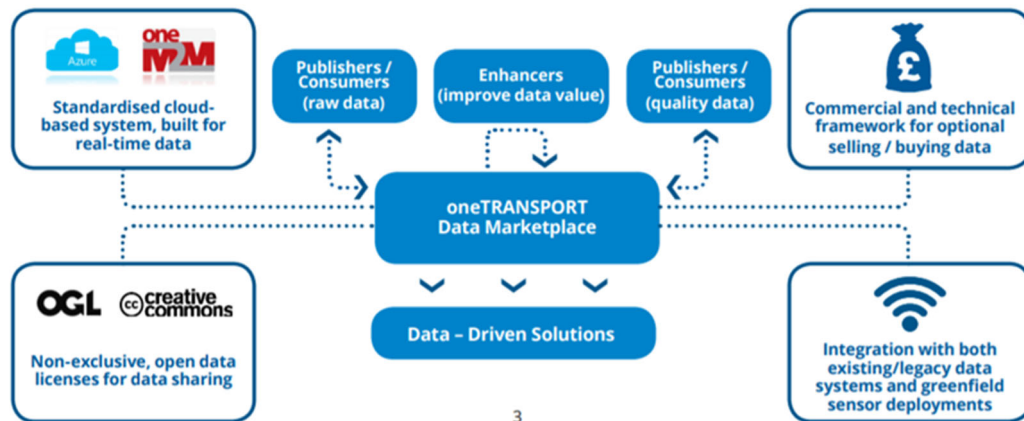 Azure
one
M2M
Standardised cloud-
based system, built for
real-time data
Publishers /
Consumers
(raw data)
Enhancers
(improve data value)
Publishers /
Consumers
(quality data)
£
Commercial and technical
framework for optional
selling / buying data
oneTRANSPORT
Data Marketplace
OGL
cc creative
commons
Non-exclusive, open data
licenses for data sharing
Data – Driven Solutions
Integration with both
existing/legacy data
systems and greenfield
sensor deployments
3